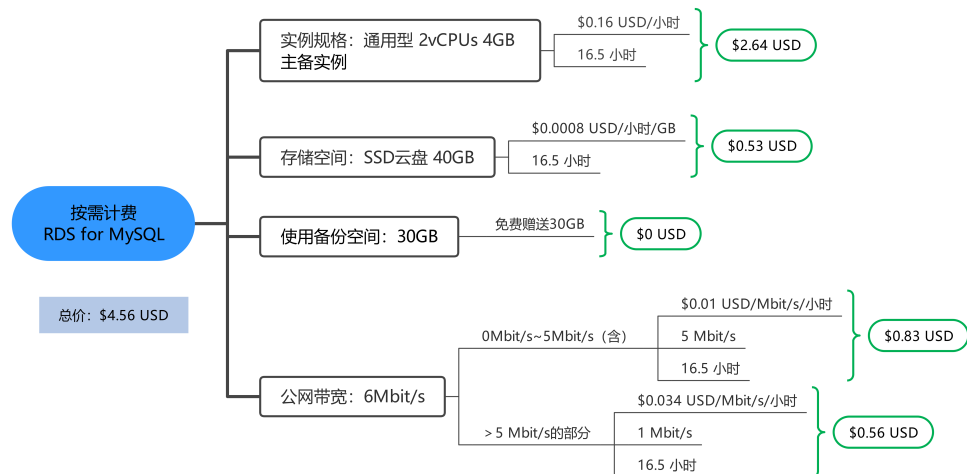 按需计费
RDS for MySQL
总价：$4.56 USD
实例规格：通用型 2vCPUs 4GB
主备实例
$0.16 USD/小时
16.5 小时
$2.64 USD
存储空间：SSD云盘 40GB
$0.0008 USD/小时/GB
16.5 小时
$0.53 USD
使用备份空间：30GB
免费赠送30GB
$0 USD
公网带宽：6Mbit/s
0Mbit/s~5Mbit/s（含）
$0.01 USD/Mbit/s/小时
5 Mbit/s
16.5 小时
$0.83 USD
＞5 Mbit/s的部分
$0.034 USD/Mbit/s/小时
1 Mbit/s
16.5 小时
$0.56 USD